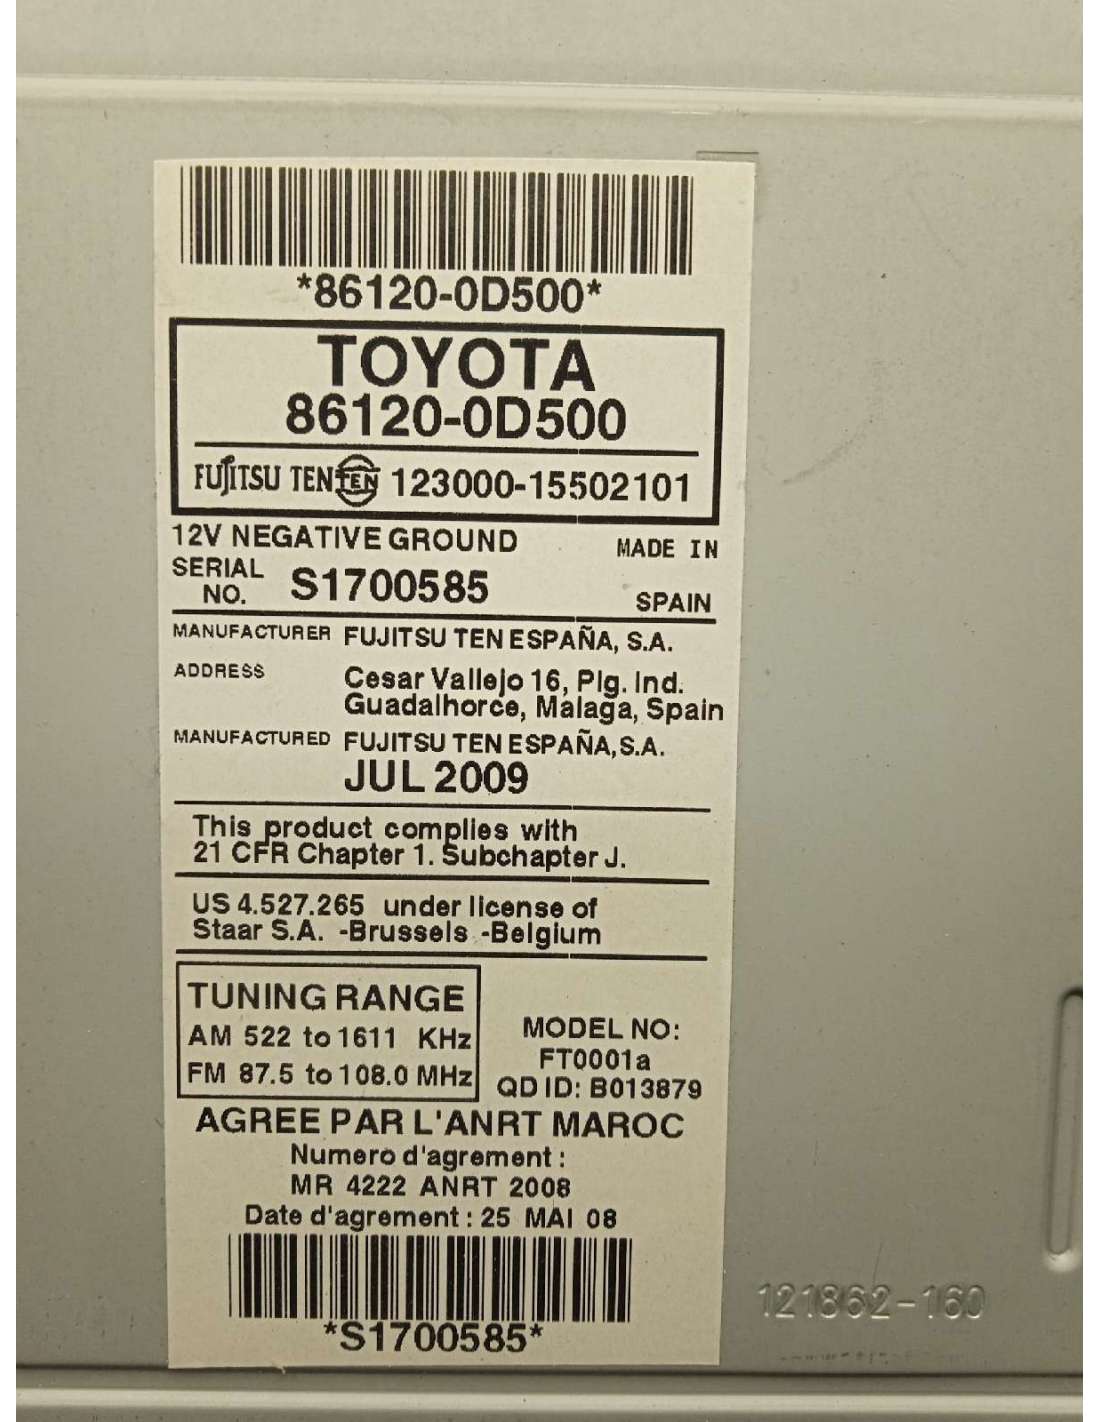 *86120-0D500*
TOYOTA
86120-0D500
FUJITSU TEN TEN 123000-15502101
12V NEGATIVE GROUND MADE IN
SERIAL NO. S1700585 SPAIN
MANUFACTURER FUJITSU TEN ESPAÑA, S.A.
ADDRESS Cesar Vallejo 16, Plg. Ind.
Guadalhorce, Malaga, Spain
MANUFACTURED FUJITSU TEN ESPAÑA, S.A.
JUL 2009
This product complies with
21 CFR Chapter 1. Subchapter J.
US 4.527.265 under license of
Staar S.A. -Brussels -Belgium
TUNING RANGE
AM 522 to 1611 KHz
FM 87.5 to 108.0 MHz
MODEL NO:
FT0001a
QD ID: B013879
AGREE PAR L'ANRT MAROC
Numero d'agrement :
MR 4222 ANRT 2008
Date d'agrement : 25 MAI 08
*S1700585*
121862-160